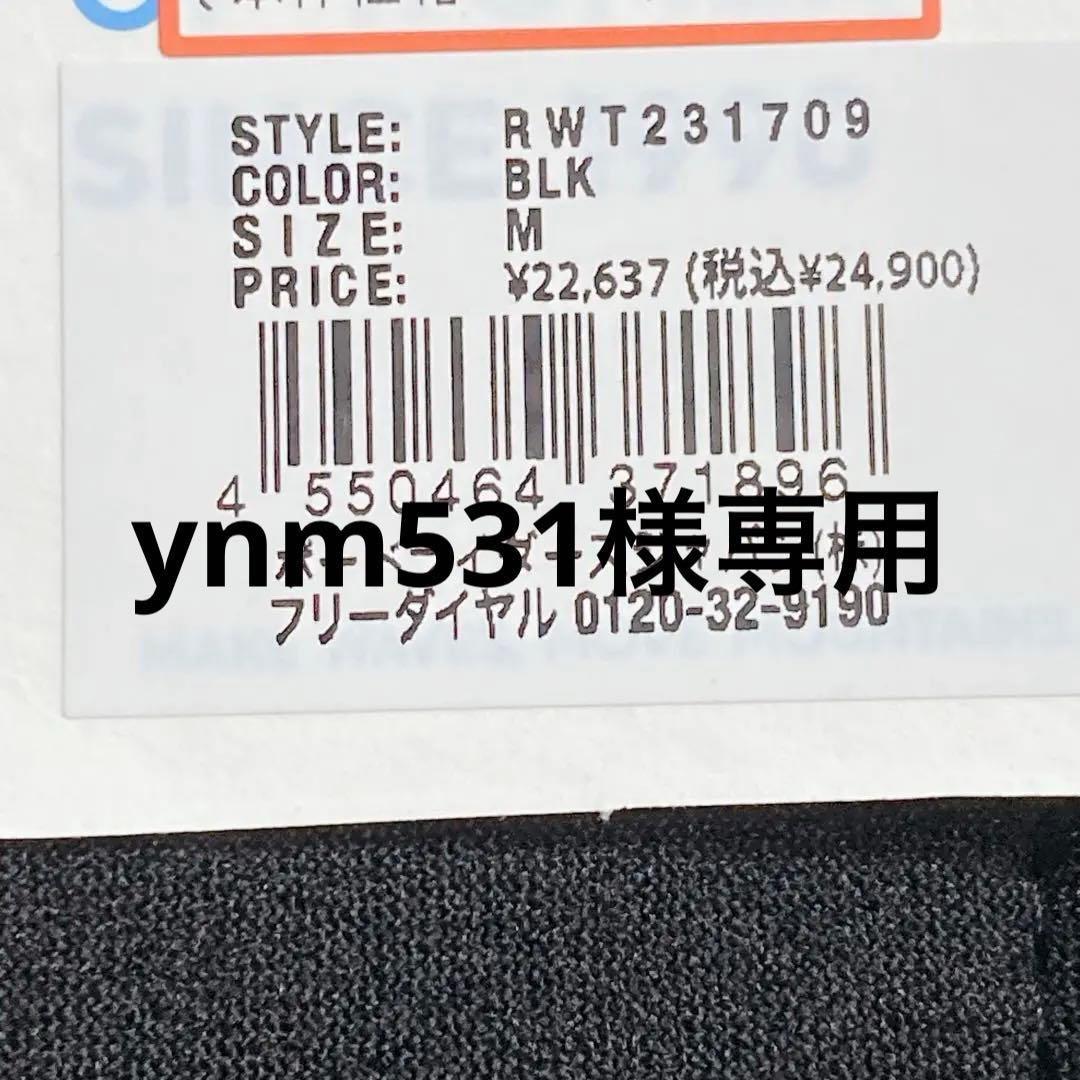 STYLE: RWT231709
COLOR: BLK
SIZE: M
PRICE: ¥22,637 (税込¥24,900)
4 550464 371896
ynm531様専用
フリーダイヤル 0120-32-9190